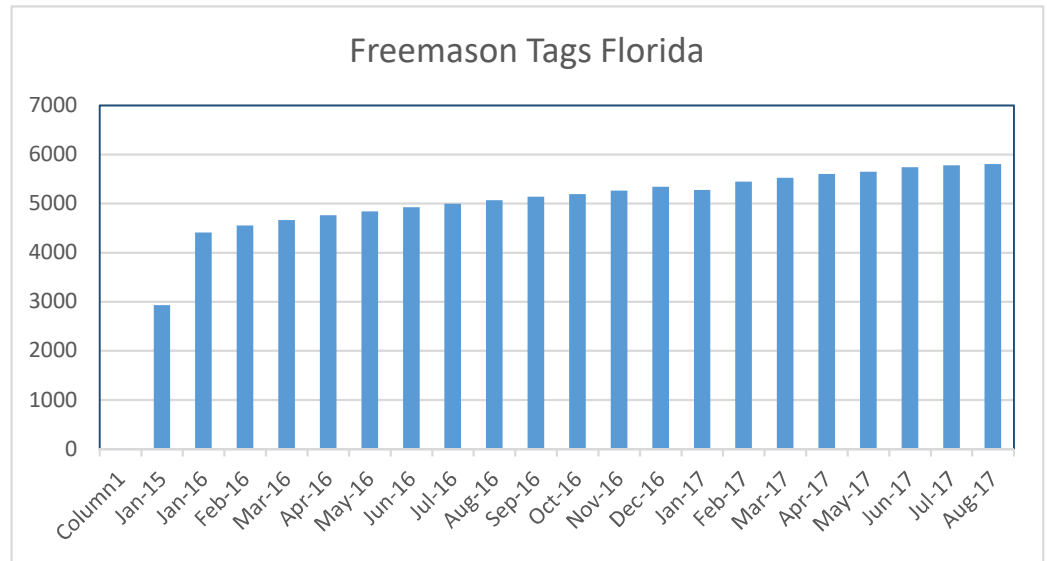 Freemason Tags Florida
7000
6000
5000
4000
3000
2000
1000
0
Column1
Jan-15
Jan-16
Feb-16
Mar-16
Apr-16
May-16
Jun-16
Jul-16
Aug-16
Sep-16
Oct-16
Nov-16
Dec-16
Jan-17
Feb-17
Mar-17
Apr-17
May-17
Jun-17
Jul-17
Aug-17